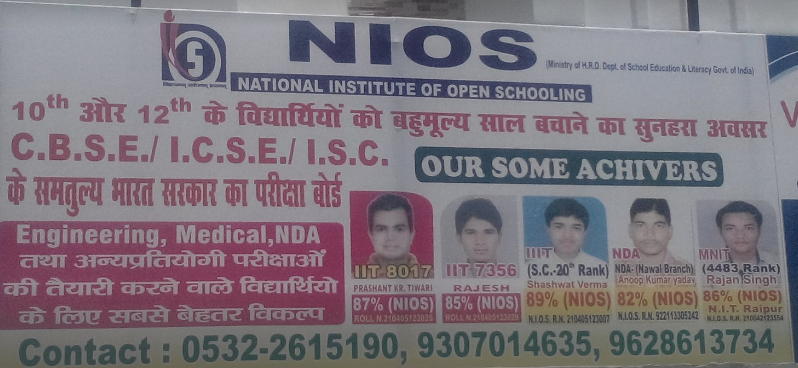 NIOS
(Ministry of H.R.D. Dept. of School Education & Literacy Govt. of India)
NATIONAL INSTITUTE OF OPEN SCHOOLING
10th और 12th के विद्यार्थियों को बहुमूल्य साल बचाने का सुनहरा अवसर
C.B.S.E./ I.C.S.E./ I.S.C.
के समतुल्य भारत सरकार का परीक्षा बोर्ड
OUR SOME ACHIVERS
Engineering, Medical,NDA
तथा अन्यप्रतियोगी परीक्षाओं
की तैयारी करने वाले विद्यार्थियो
के लिए सबसे बेहतर विकल्प
IIT 8017
PRASHANT KR. TIWARI
87% (NIOS)
IIT 7356
RAJESH
85% (NIOS)
IIIT
(S.C.-20th Rank)
Shashwat Verma
89% (NIOS)
N.I.O.S. R.N. 210405123007
NDA
NDA- (Nawal Branch)
Anoop Kumar yadav
82% (NIOS)
N.I.O.S. R.N. 922113305242
MNIT
(4483 Rank)
Rajan Singh
86% (NIOS)
N.I.T. Raipur
Contact : 0532-2615190, 9307014635, 9628613734